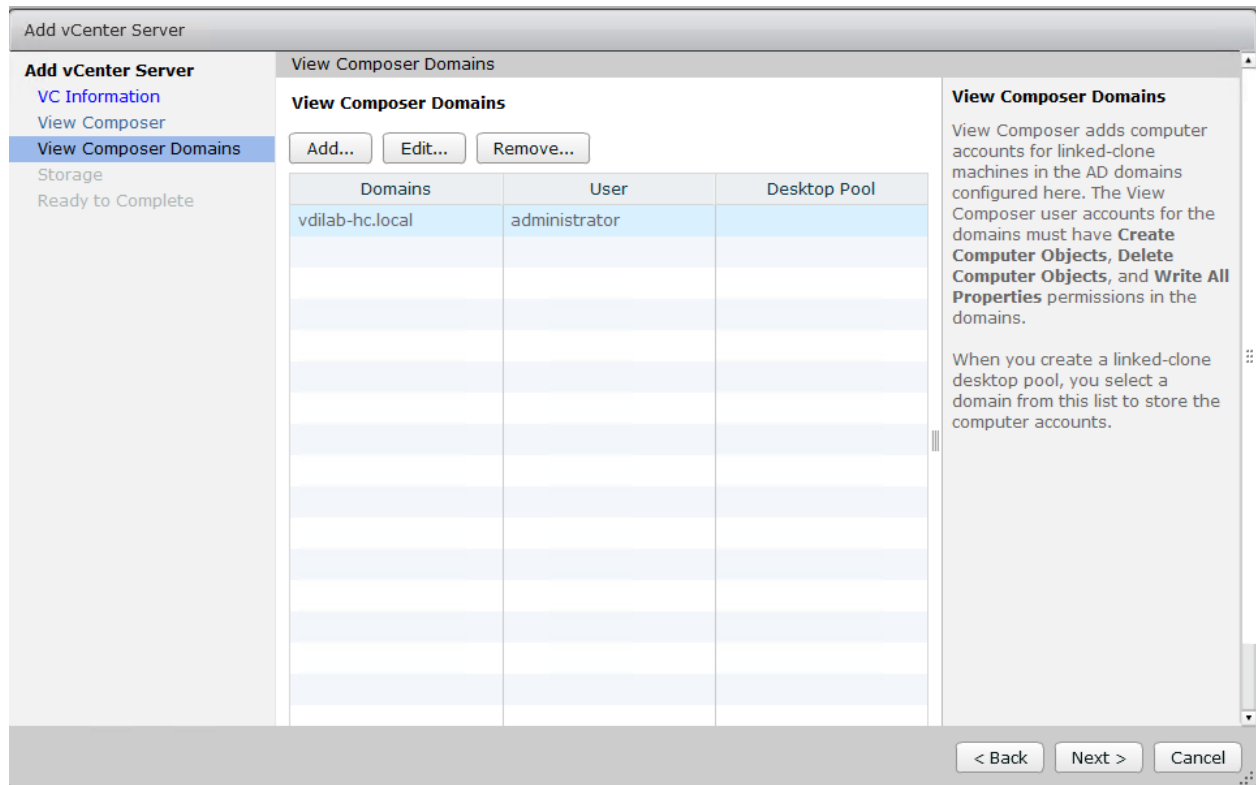 Add vCenter Server
Add vCenter Server
VC Information
View Composer
View Composer Domains
Storage
Ready to Complete
View Composer Domains
View Composer Domains
Add... Edit... Remove...
Domains User Desktop Pool
vdilab-hc.local administrator
View Composer Domains
View Composer adds computer
accounts for linked-clone
machines in the AD domains
configured here. The View
Composer user accounts for the
domains must have Create
Computer Objects, Delete
Computer Objects, and Write All
Properties permissions in the
domains.
When you create a linked-clone
desktop pool, you select a
domain from this list to store the
computer accounts.
< Back Next > Cancel